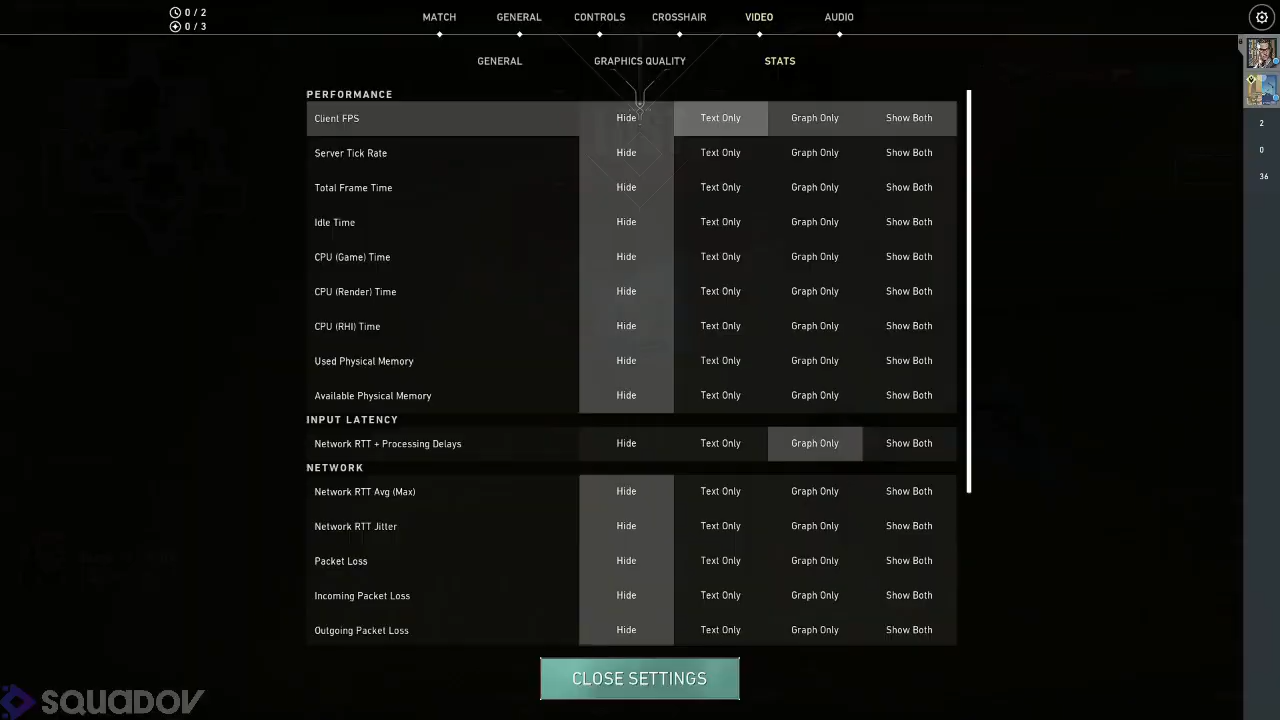 0 / 2
0 / 3
MATCH GENERAL CONTROLS CROSSHAIR VIDEO AUDIO
GENERAL GRAPHICS QUALITY STATS
PERFORMANCE
Client FPS Hide Text Only Graph Only Show Both
Server Tick Rate Hide Text Only Graph Only Show Both
Total Frame Time Hide Text Only Graph Only Show Both
Idle Time Hide Text Only Graph Only Show Both
CPU (Game) Time Hide Text Only Graph Only Show Both
CPU (Render) Time Hide Text Only Graph Only Show Both
CPU (RHI) Time Hide Text Only Graph Only Show Both
Used Physical Memory Hide Text Only Graph Only Show Both
Available Physical Memory Hide Text Only Graph Only Show Both
INPUT LATENCY
Network RTT + Processing Delays Hide Text Only Graph Only Show Both
NETWORK
Network RTT Avg (Max) Hide Text Only Graph Only Show Both
Network RTT Jitter Hide Text Only Graph Only Show Both
Packet Loss Hide Text Only Graph Only Show Both
Incoming Packet Loss Hide Text Only Graph Only Show Both
Outgoing Packet Loss Hide Text Only Graph Only Show Both
CLOSE SETTINGS
2
0
36
SQUADOV